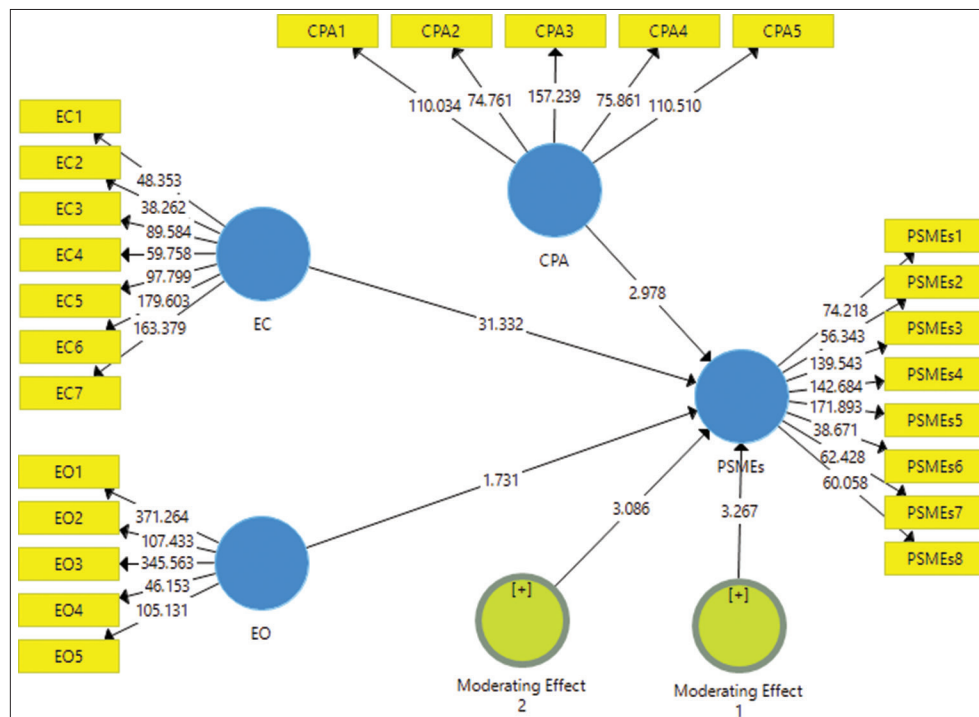 CPA1
CPA2
CPA3
CPA4
CPA5
110.034
74.761
157.239
75.861
110.510
CPA
EC1
EC2
EC3
EC4
EC5
EC6
EC7
48.353
38.262
89.584
59.758
97.799
179.603
163.379
EC
2.978
31.332
PSMEs1
PSMEs2
PSMEs3
PSMEs4
PSMEs5
PSMEs6
PSMEs7
PSMEs8
74.218
56.343
139.543
142.684
171.893
38.671
62.428
60.058
PSMEs
EO1
EO2
EO3
EO4
EO5
371.264
107.433
345.563
46.153
105.131
EO
1.731
3.086
3.267
[+]
Moderating Effect
2
[+]
Moderating Effect
1